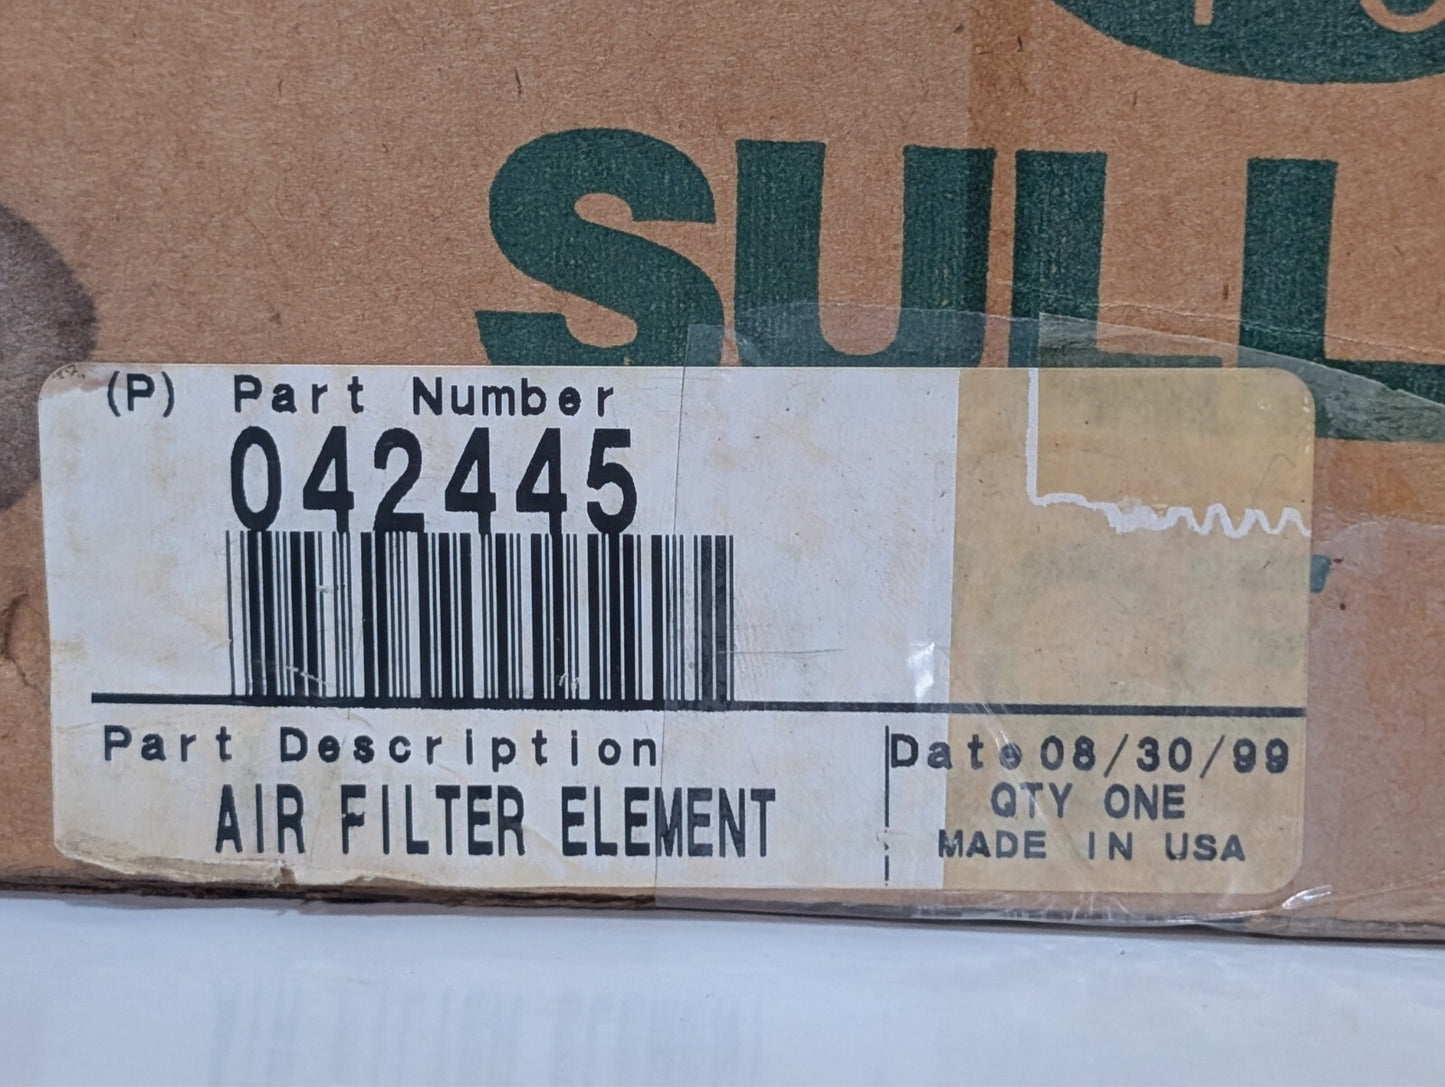 SULL
(P) Part Number
042445
Part Description
AIR FILTER ELEMENT
Date 08/30/99
QTY ONE
MADE IN USA